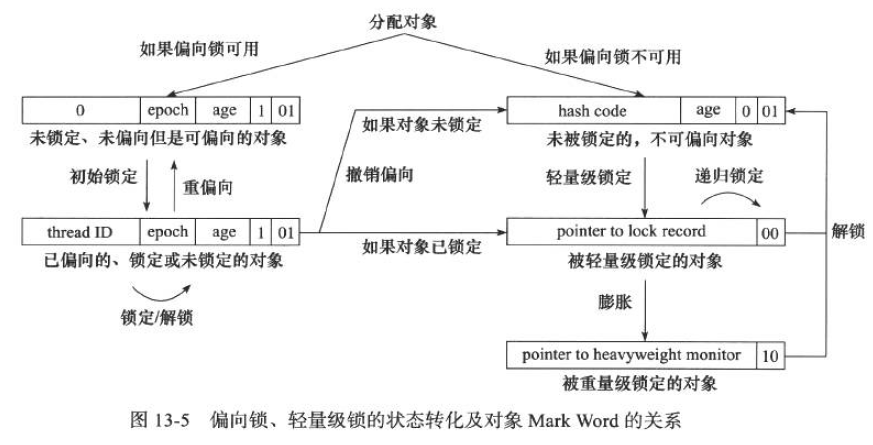 分配对象
如果偏向锁可用
如果偏向锁不可用
0 epoch age 1 01
未锁定、未偏向但是可偏向的对象
hash code age 0 01
未被锁定的，不可偏向对象
如果对象未锁定
初始锁定
重偏向
撤销偏向
轻量级锁定
递归锁定
thread ID epoch age 1 01
已偏向的、锁定或未锁定的对象
锁定/解锁
如果对象已锁定
pointer to lock record 00
被轻量级锁定的对象
解锁
膨胀
pointer to heavyweight monitor 10
被重量级锁定的对象
图 13-5 偏向锁、轻量级锁的状态转化及对象 Mark Word 的关系